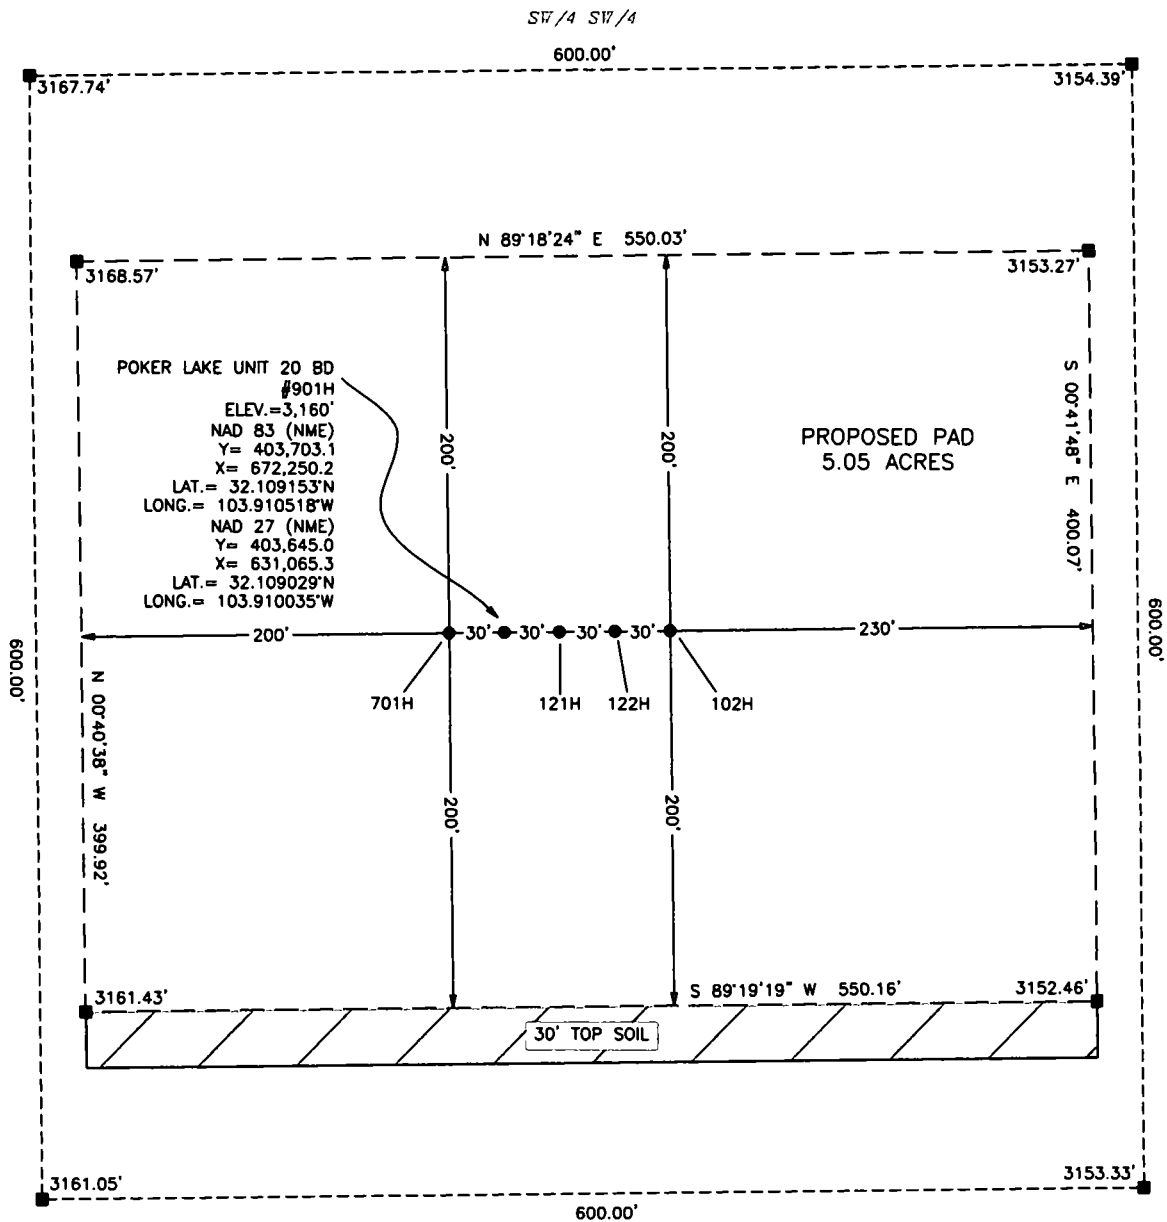 SW/4 SW/4
600.00'
3167.74'
3154.39'
N 89°18'24" E 550.03'
3168.57'
3153.27'
POKER LAKE UNIT 20 BD
#901H
ELEV.=3,160'
NAD 83 (NME)
Y= 403,703.1
X= 672,250.2
LAT.= 32.109153°N
LONG.= 103.910518°W
NAD 27 (NME)
Y= 403,645.0
X= 631,065.3
LAT.= 32.109029°N
LONG.= 103.910035°W
200'
200'
PROPOSED PAD
5.05 ACRES
S 00°41'48" E 400.07'
600.00'
200'
30'
30'
30'
30'
230'
600.00'
701H
121H
122H
102H
N 00°40'38" W 399.92'
200'
200'
3161.43'
S 89°19'19" W 550.16'
3152.46'
30' TOP SOIL
3161.05'
3153.33'
600.00'